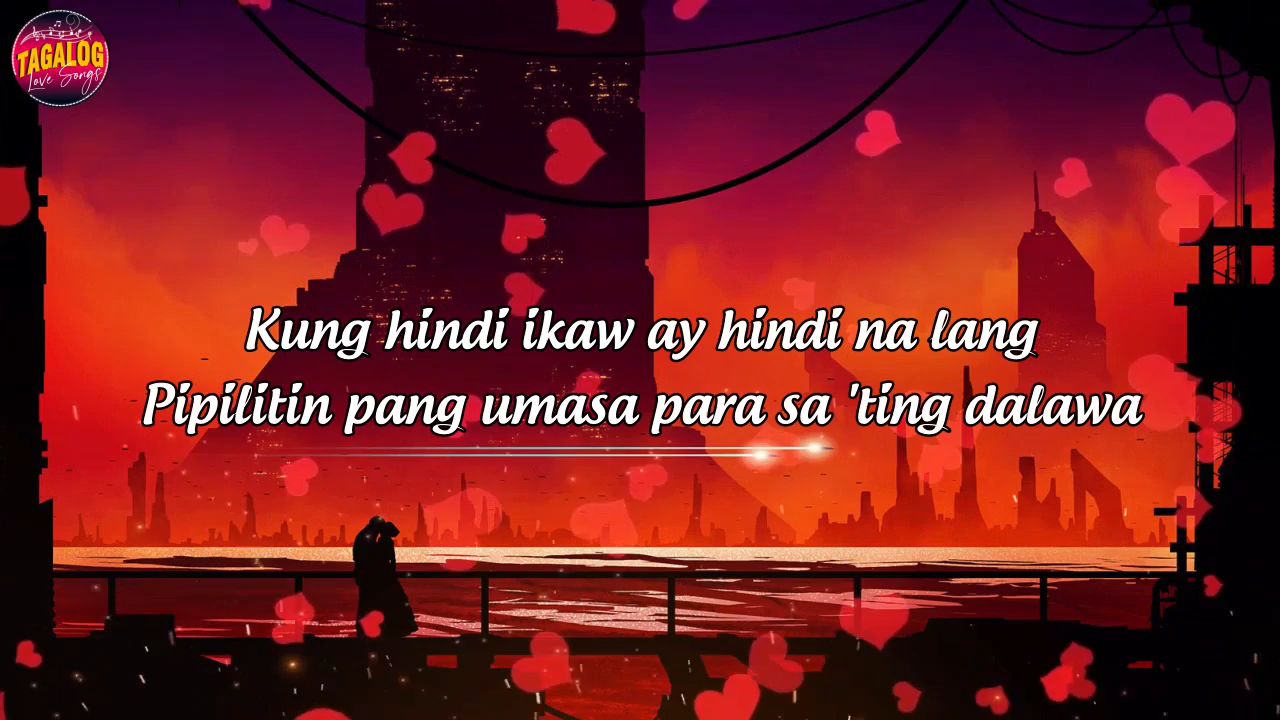 TAGALOG
Love Songs
Kung hindi ikaw ay hindi na lang
Pipilitin pang umasa para sa 'ting dalawa